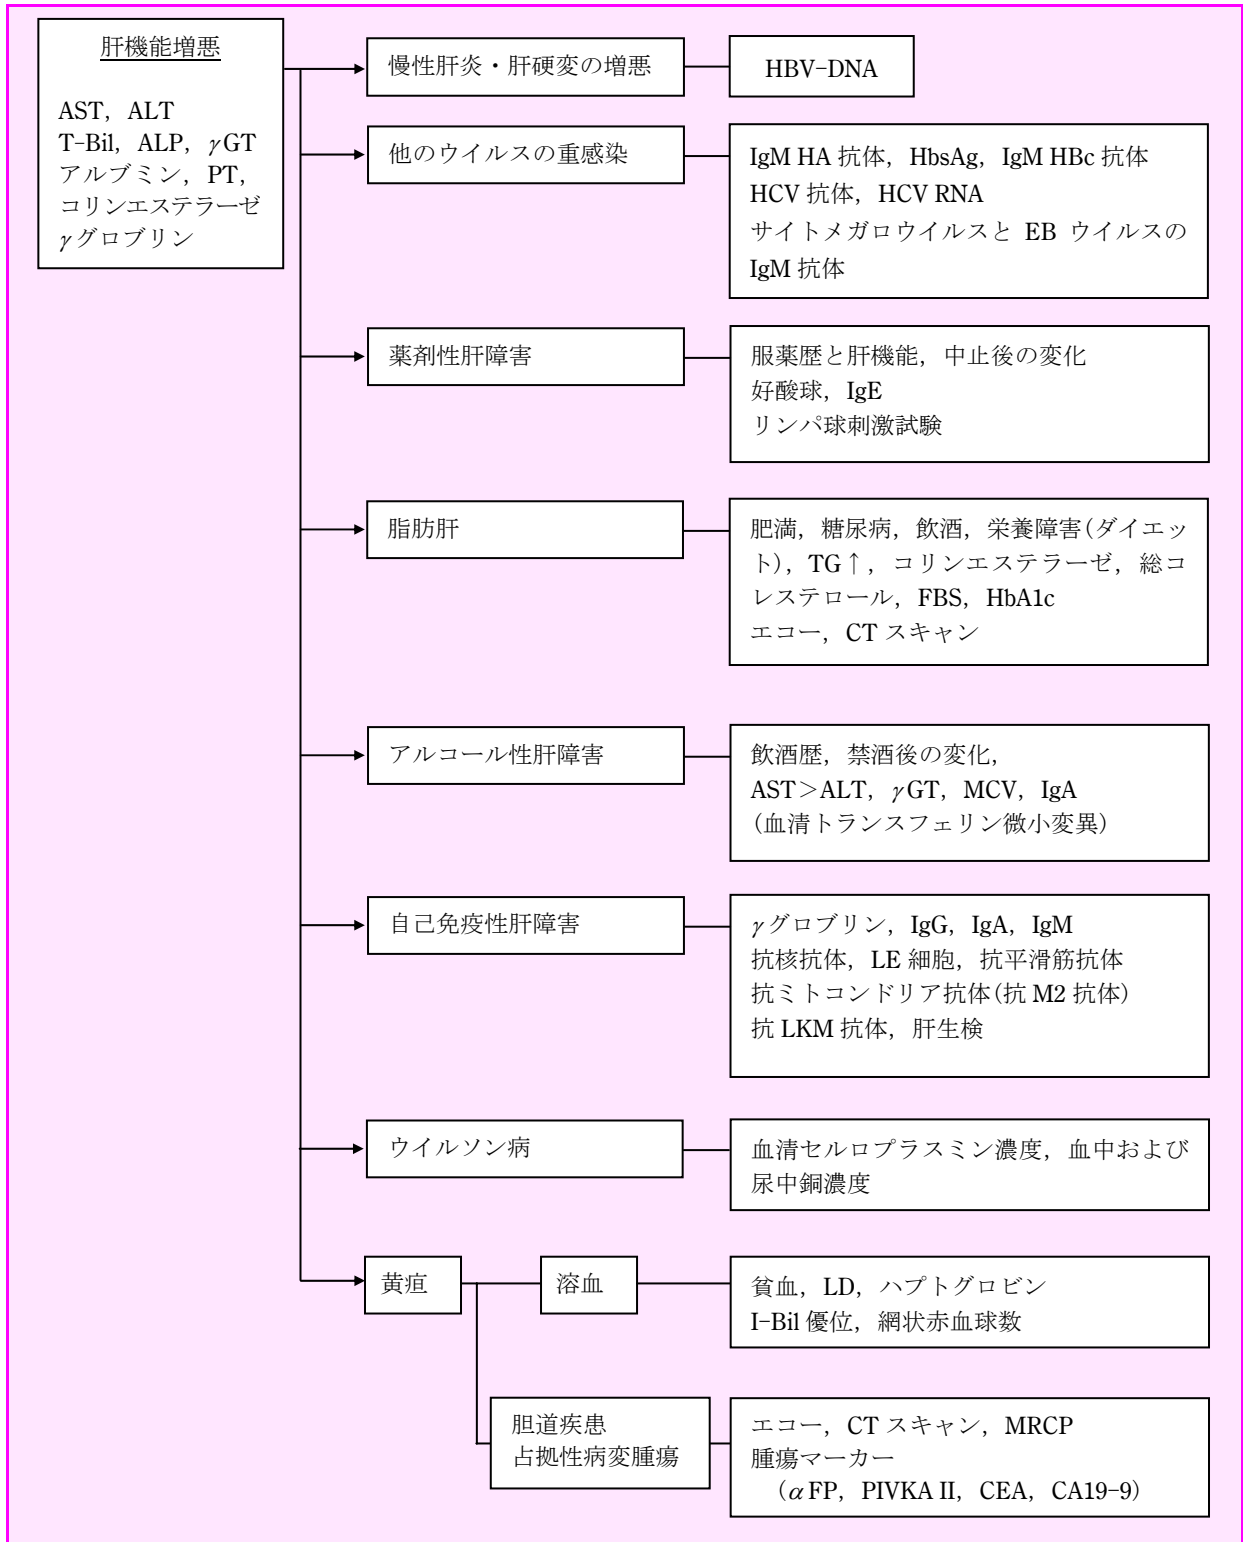 肝機能増悪
AST，ALT
T-Bil，ALP，γGT
アルブミン，PT，
コリンエステラーゼ
γグロブリン
慢性肝炎・肝硬変の増悪
HBV-DNA
他のウイルスの重感染
IgM HA 抗体，HbsAg，IgM HBc 抗体
HCV 抗体，HCV RNA
サイトメガロウイルスと EB ウイルスの
IgM 抗体
薬剤性肝障害
服薬歴と肝機能，中止後の変化
好酸球，IgE
リンパ球刺激試験
脂肪肝
肥満，糖尿病，飲酒，栄養障害(ダイエッ
ト)，TG↑，コリンエステラーゼ，総コ
レステロール，FBS，HbA1c
エコー，CT スキャン
アルコール性肝障害
飲酒歴，禁酒後の変化，
AST＞ALT，γGT，MCV，IgA
(血清トランスフェリン微小変異)
自己免疫性肝障害
γグロブリン，IgG，IgA，IgM
抗核抗体，LE 細胞，抗平滑筋抗体
抗ミトコンドリア抗体(抗 M2 抗体)
抗 LKM 抗体，肝生検
ウイルソン病
血清セルロプラスミン濃度，血中および
尿中銅濃度
黄疸
溶血
貧血，LD，ハプトグロビン
I-Bil 優位，網状赤血球数
胆道疾患
占拠性病変腫瘍
エコー，CT スキャン，MRCP
腫瘍マーカー
(αFP，PIVKA II，CEA，CA19-9)